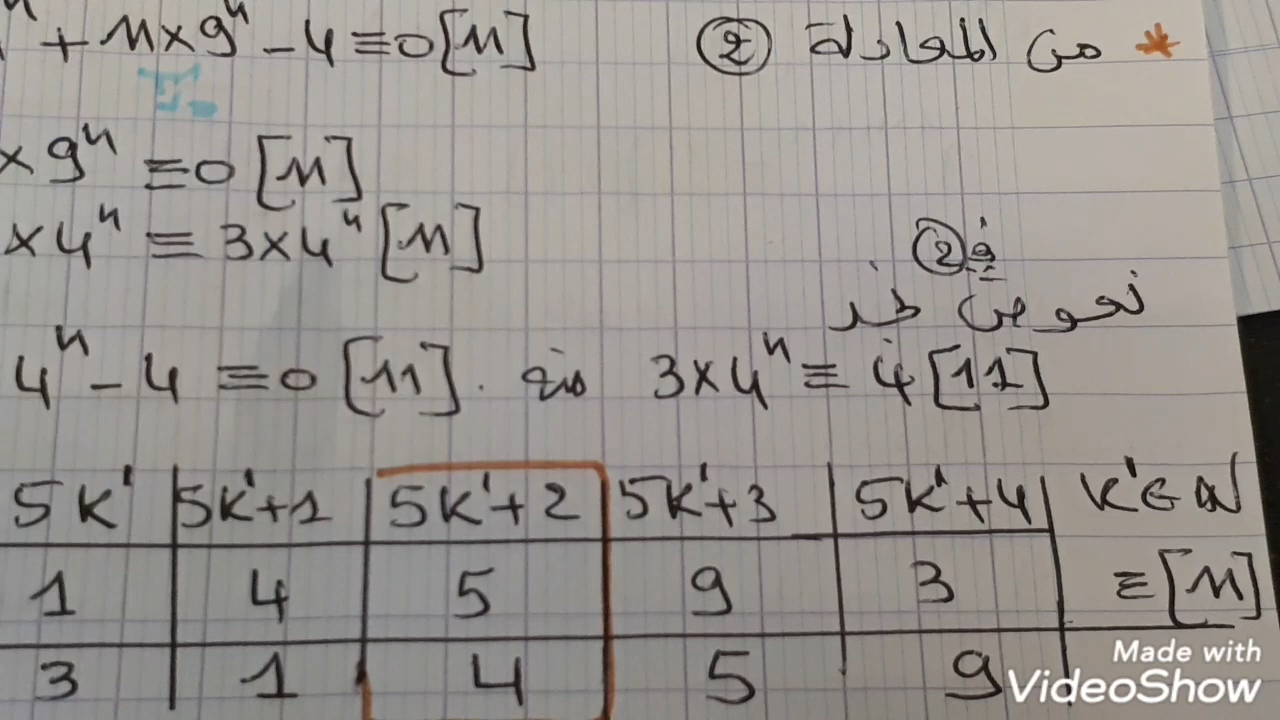 * من المعادلة ②
+ 11×9ⁿ - 4 ≡ 0 [11]
×9ⁿ ≡ 0 [11]
×4ⁿ ≡ 3×4ⁿ [11]
في ②
نعوض
4ⁿ - 4 ≡ 0 [11]. 3×4ⁿ ≡ 4 [11]
5k' | 5k'+1 | 5k'+2 | 5k'+3 | 5k'+4 | k'∈ℕ
1 | 4 | 5 | 9 | 3 | ≡[11]
3 | 1 | 4 | 5 | 9
Made with
VideoShow